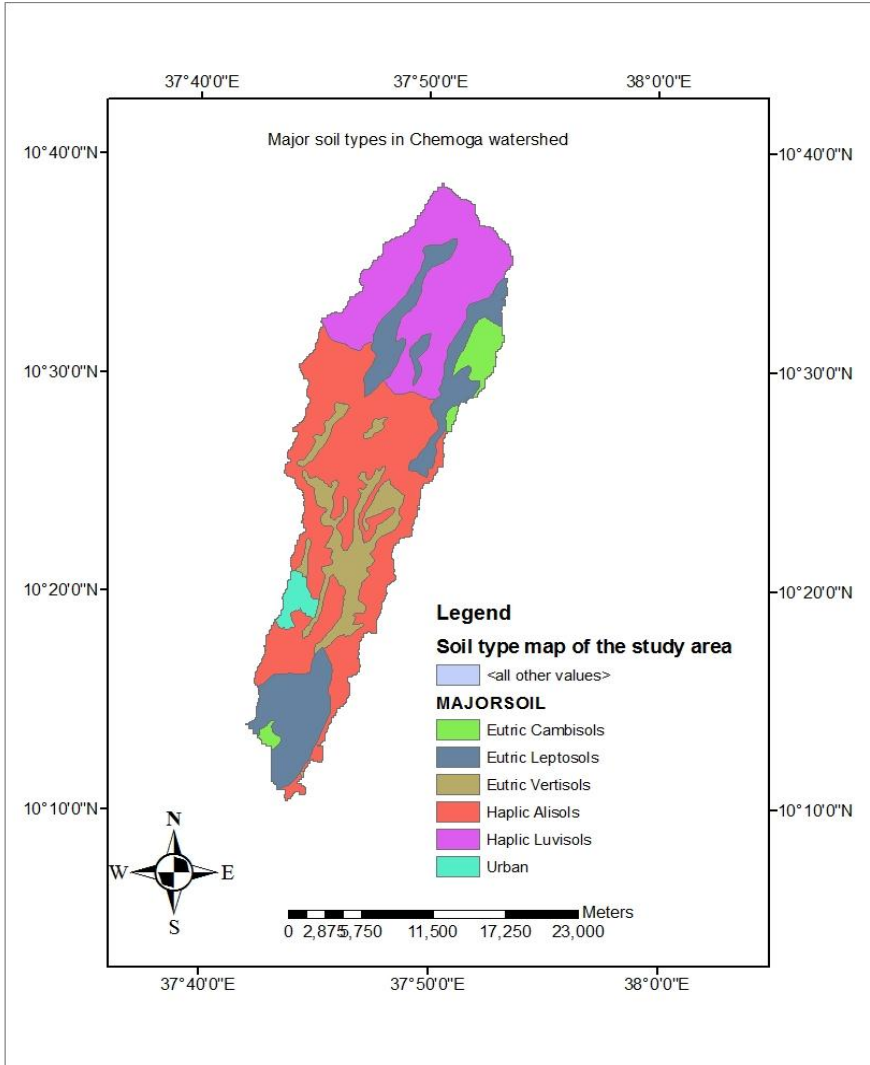 37°40'0"E 37°50'0"E 38°0'0"E
Major soil types in Chemoga watershed
10°40'0"N 10°40'0"N
10°30'0"N 10°30'0"N
10°20'0"N 10°20'0"N
Legend
Soil type map of the study area
<all other values>
MAJORSOIL
Eutric Cambisols
Eutric Leptosols
Eutric Vertisols
Haplic Alisols
10°10'0"N 10°10'0"N
Haplic Luvisols
Urban
N
W E
S
Meters
0 2,875 5,750 11,500 17,250 23,000
37°40'0"E 37°50'0"E 38°0'0"E